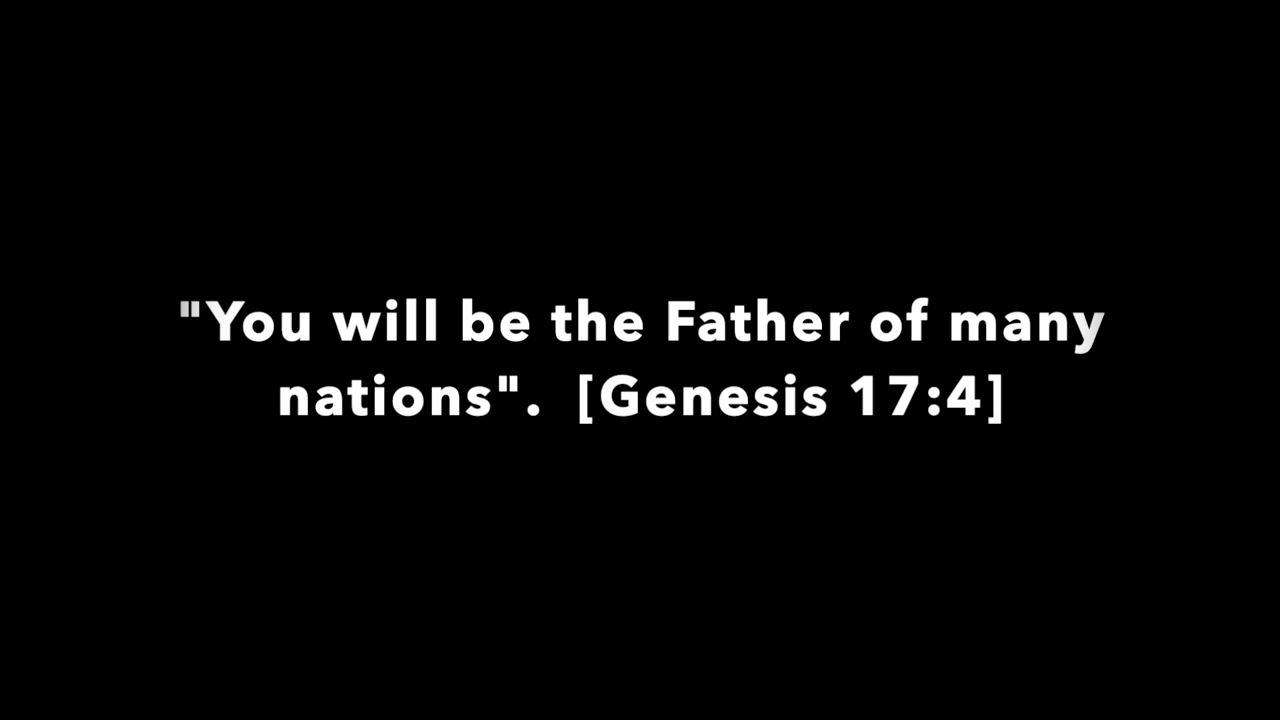 "You will be the Father of many
nations".  [Genesis 17:4]